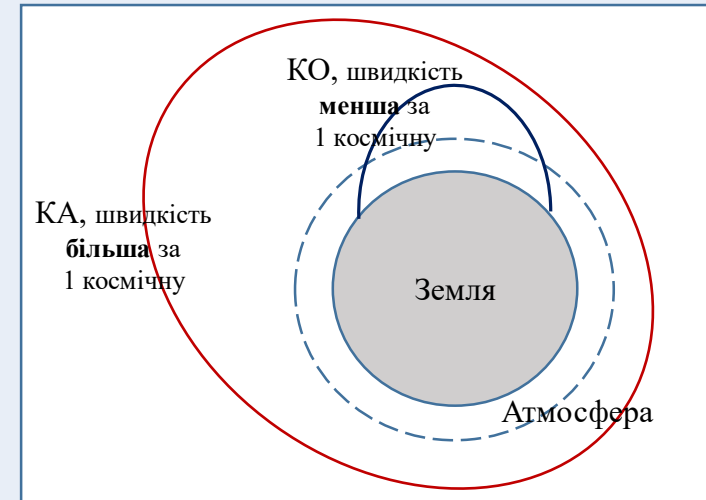 КО, швидкість
менша за
1 космічну
КА, швидкість
більша за
1 космічну
Земля
Атмосфера